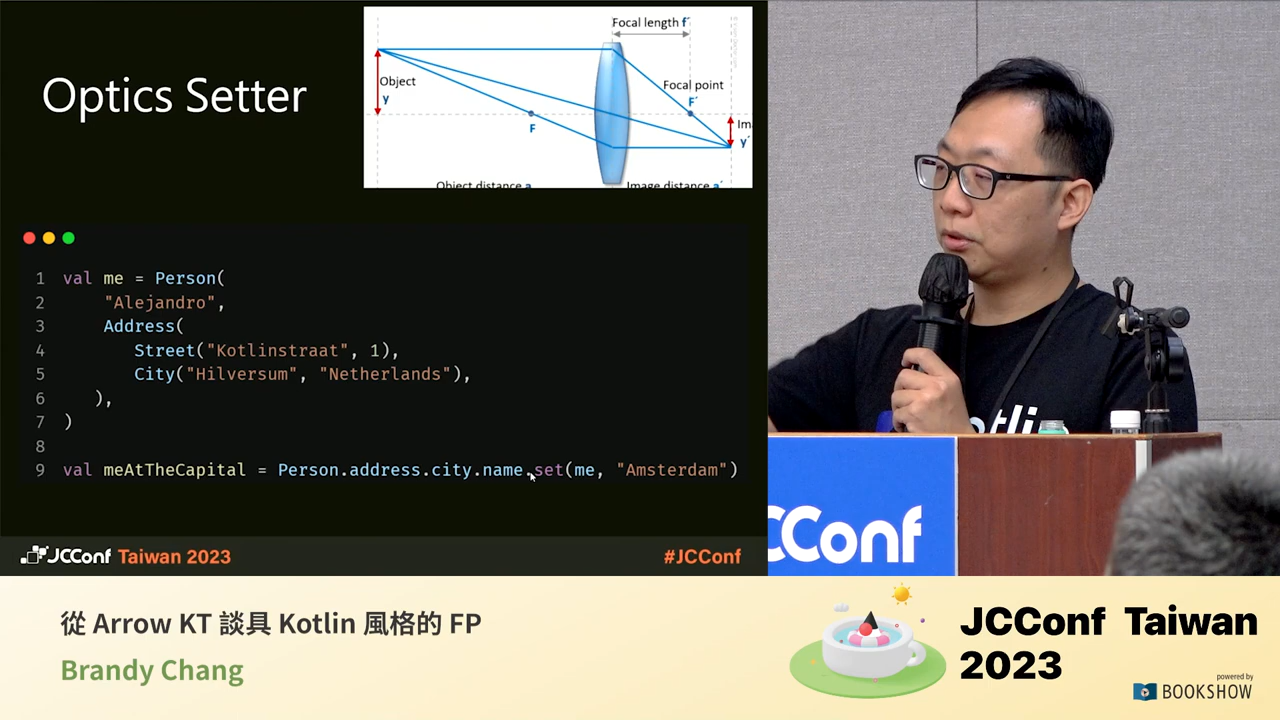 Optics Setter
Focal length f´
Object
y
Focal point
F´
F
y´
Object distance a
Image distance a´
1 val me = Person(
2 "Alejandro",
3 Address(
4 Street("Kotlinstraat", 1),
5 City("Hilversum", "Netherlands"),
6 ),
7 )
8
9 val meAtTheCapital = Person.address.city.name.set(me, "Amsterdam")
JCConf Taiwan 2023
#JCConf
CConf
從 Arrow KT 談具 Kotlin 風格的 FP
Brandy Chang
JCConf Taiwan
2023
powered by
BOOKSHOW